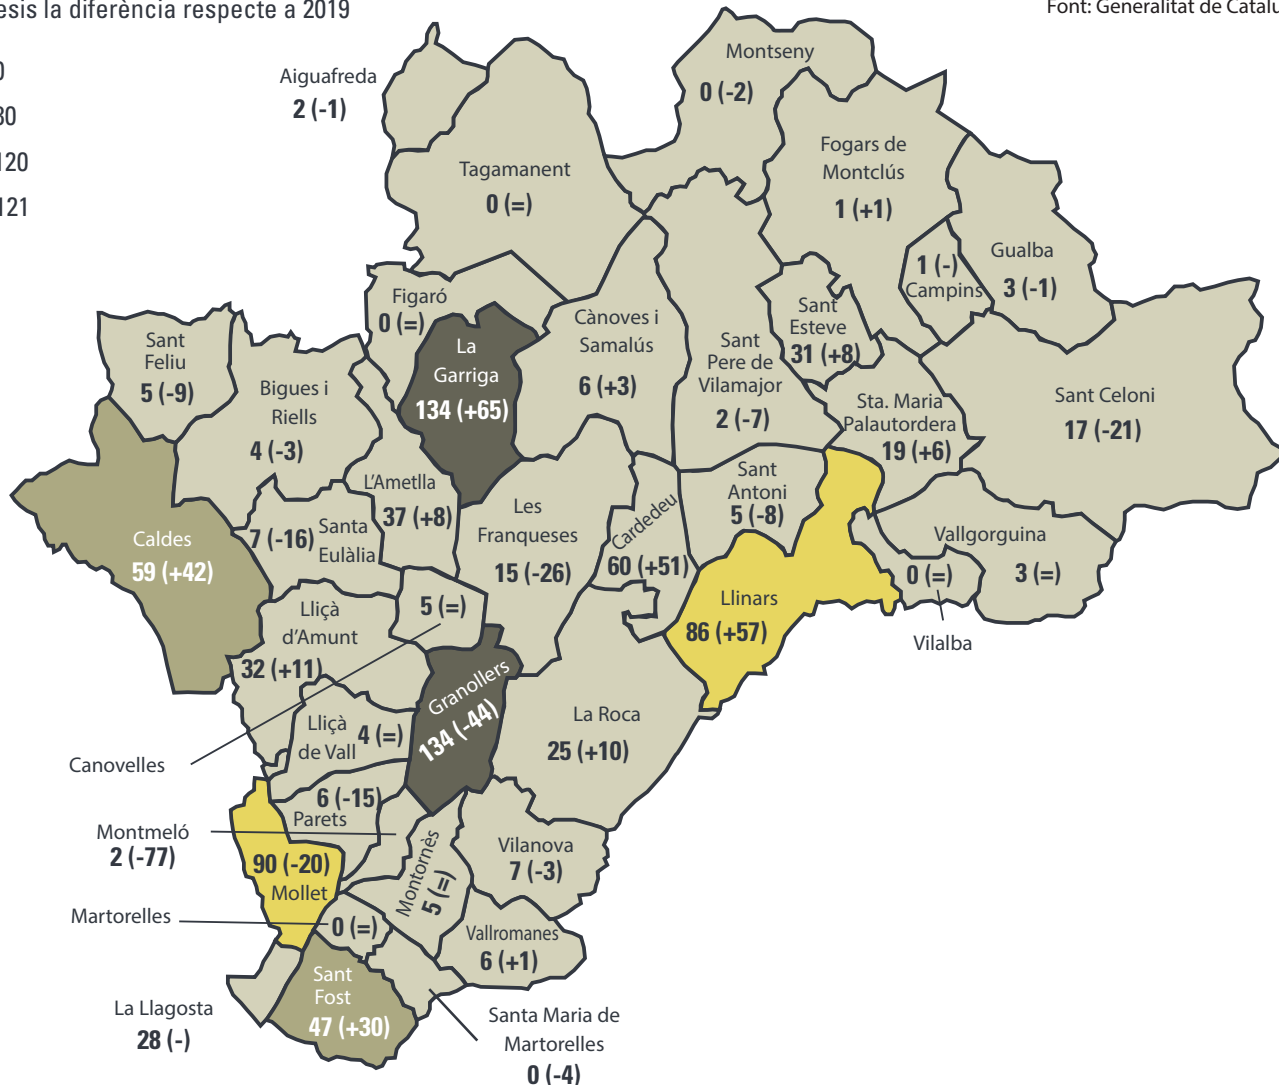 esis la diferència respecte a 2019
Font: Generalitat de Catalu
0
30
120
121
Aiguafreda
2 (-1)
Montseny
0 (-2)
Tagamanent
0 (=)
Fogars de
Montclús
1 (+1)
Gualba
3 (-1)
1 (-)
Campins
Figaró
0 (=)
La
Garriga
134 (+65)
Cànoves i
Samalús
6 (+3)
Sant
Esteve
31 (+8)
Sant
Pere de
Vilamajor
2 (-7)
Sant
Feliu
5 (-9)
Bigues i
Riells
4 (-3)
Sta. Maria
Palautordera
19 (+6)
Sant Celoni
17 (-21)
L'Ametlla
37 (+8)
Sant
Antoni
5 (-8)
Les
Franqueses
15 (-26)
Cardedeu
60 (+51)
7 (-16)
Santa
Eulàlia
Caldes
59 (+42)
Vallgorguina
3 (=)
0 (=)
Vilalba
Llinars
86 (+57)
5 (=)
Canovelles
Lliçà
d'Amunt
32 (+11)
Granollers
134 (-44)
La Roca
25 (+10)
Lliçà
de Vall
4 (=)
6 (-15)
Parets
Montmeló
2 (-77)
90 (-20)
Mollet
Montornès
5 (=)
Vilanova
7 (-3)
Martorelles
0 (=)
Vallromanes
6 (+1)
Sant
Fost
47 (+30)
La Llagosta
28 (-)
Santa Maria de
Martorelles
0 (-4)